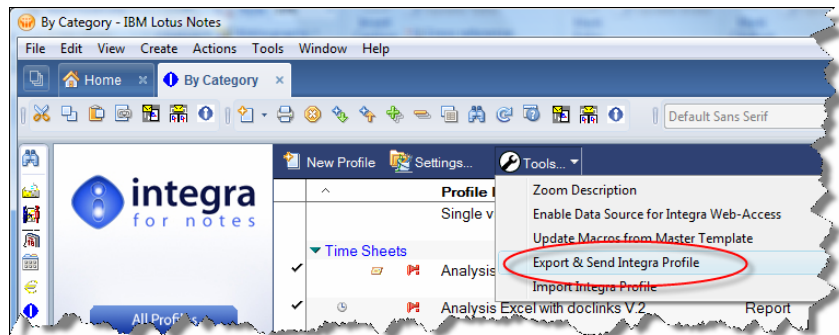 By Category - IBM Lotus Notes
File Edit View Create Actions Tools Window Help
Home By Category
Default Sans Serif
New Profile Settings... Tools...
integra
for notes
Profile
Single v
Zoom Description
Enable Data Source for Integra Web-Access
Update Macros from Master Template
Export & Send Integra Profile
Import Integra Profile
Time Sheets
Analysis
Analysis Excel with doclinks V.2 Report
All Profiles